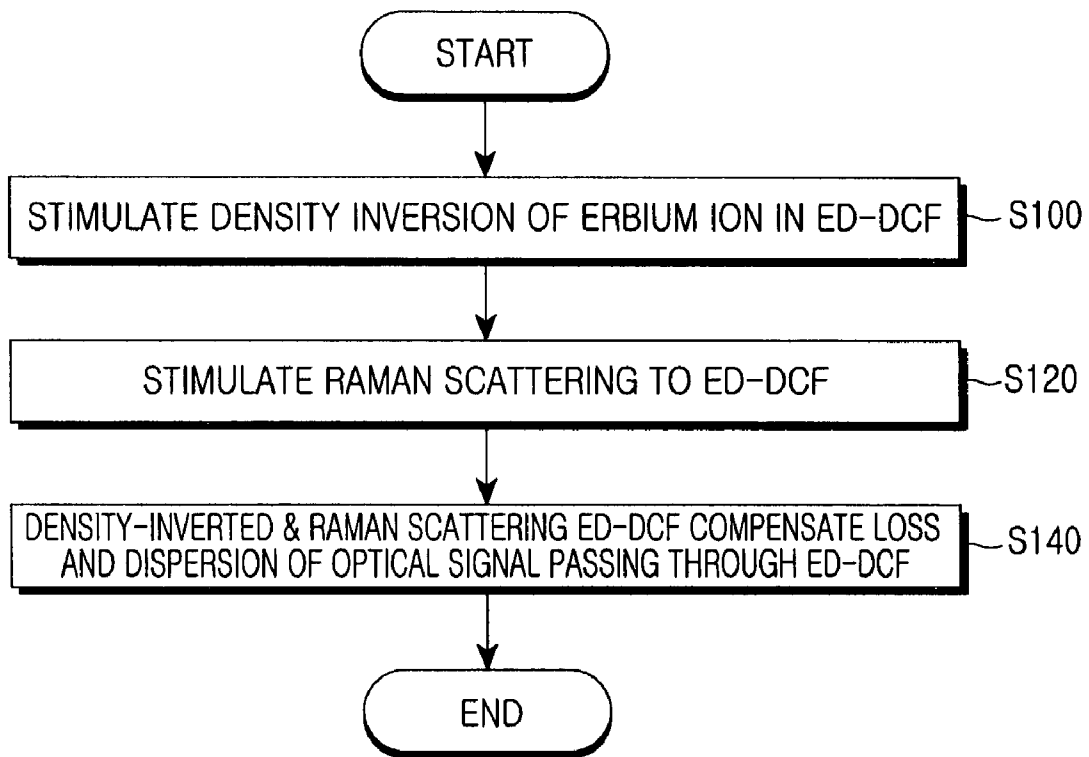 START
STIMULATE DENSITY INVERSION OF ERBIUM ION IN ED-DCF
S100
STIMULATE RAMAN SCATTERING TO ED-DCF
S120
DENSITY-INVERTED & RAMAN SCATTERING ED-DCF COMPENSATE LOSS
AND DISPERSION OF OPTICAL SIGNAL PASSING THROUGH ED-DCF
S140
END